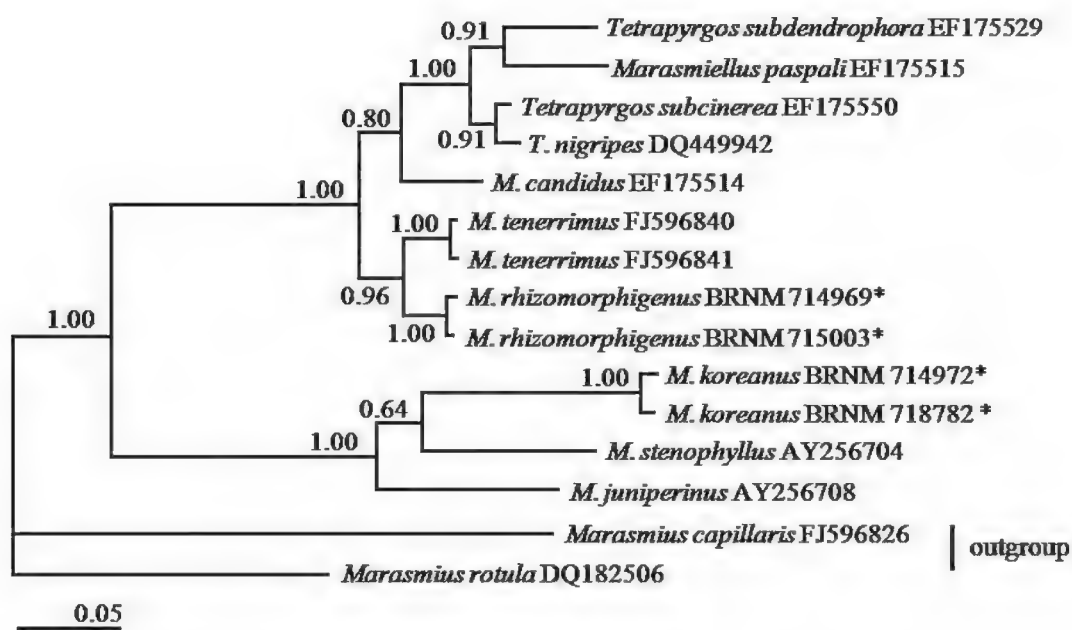 0.91
Tetrapyrgos subdendrophora EF175529
1.00
Marasmiellus paspali EF175515
0.80
Tetrapyrgos subcinerea EF175550
0.91
T. nigripes DQ449942
1.00
M. candidus EF175514
1.00
M. tenerrimus FJ596840
M. tenerrimus FJ596841
0.96
M. rhizomorphigenus BRNM 714969*
1.00
1.00
M. rhizomorphigenus BRNM 715003*
1.00
M. koreanus BRNM 714972*
0.64
M. koreanus BRNM 718782 *
1.00
M. stenophyllus AY256704
M. juniperinus AY256708
Marasmius capillaris FJ596826
outgroup
Marasmius rotula DQ182506
0.05